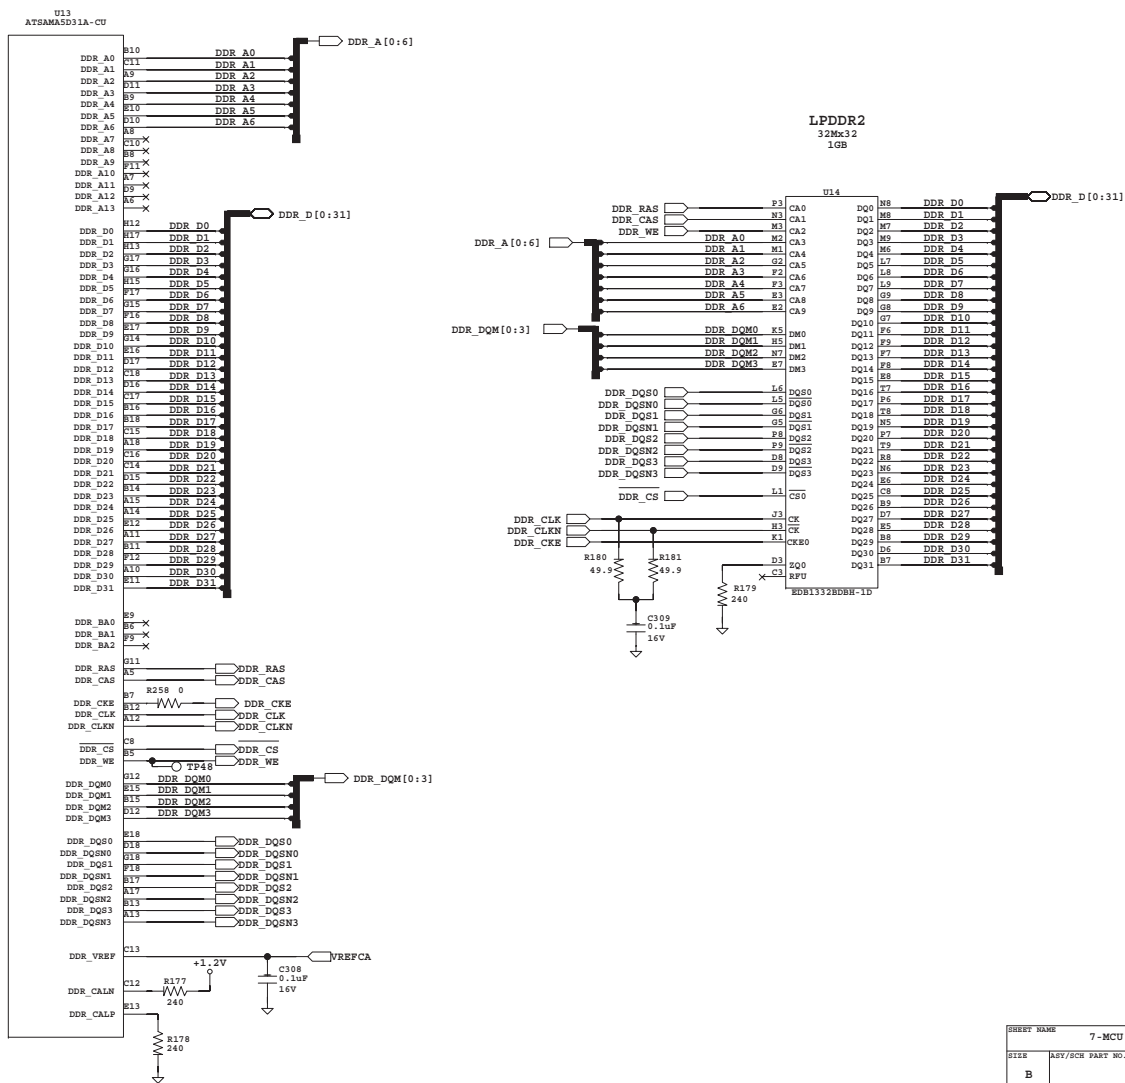 U13
ATSAMA5D31A-CU
DDR_A0 B10 DDR_A0
DDR_A1 C11 DDR_A1
DDR_A2 A9 DDR_A2
DDR_A3 D11 DDR_A3
DDR_A4 B9 DDR_A4
DDR_A5 E10 DDR_A5
DDR_A6 D10 DDR_A6
DDR_A7 A8
DDR_A8 C10
DDR_A9 B8
DDR_A10 F11
DDR_A11 A7
DDR_A12 D9
DDR_A13 A6
DDR_A[0:6]
DDR_D0 H12 DDR_D0
DDR_D1 H17 DDR_D1
DDR_D2 H13 DDR_D2
DDR_D3 G17 DDR_D3
DDR_D4 G16 DDR_D4
DDR_D5 H15 DDR_D5
DDR_D6 F17 DDR_D6
DDR_D7 G15 DDR_D7
DDR_D8 F16 DDR_D8
DDR_D9 E17 DDR_D9
DDR_D10 G14 DDR_D10
DDR_D11 E16 DDR_D11
DDR_D12 D17 DDR_D12
DDR_D13 C18 DDR_D13
DDR_D14 D16 DDR_D14
DDR_D15 C17 DDR_D15
DDR_D16 B16 DDR_D16
DDR_D17 B18 DDR_D17
DDR_D18 C15 DDR_D18
DDR_D19 A18 DDR_D19
DDR_D20 C16 DDR_D20
DDR_D21 C14 DDR_D21
DDR_D22 D15 DDR_D22
DDR_D23 B14 DDR_D23
DDR_D24 A15 DDR_D24
DDR_D25 A14 DDR_D25
DDR_D26 E12 DDR_D26
DDR_D27 A11 DDR_D27
DDR_D28 B11 DDR_D28
DDR_D29 F12 DDR_D29
DDR_D30 A10 DDR_D30
DDR_D31 E11 DDR_D31
DDR_D[0:31]
DDR_BA0 E9
DDR_BA1 B6
DDR_BA2 F9
DDR_RAS G11 DDR_RAS
DDR_CAS A5 DDR_CAS
R258 0
DDR_CKE B7 DDR_CKE
DDR_CLK B12 DDR_CLK
DDR_CLKN A12 DDR_CLKN
DDR_CS C8 DDR_CS
DDR_WE B5 DDR_WE
TP48
DDR_DQM0 G12 DDR_DQM0
DDR_DQM1 E15 DDR_DQM1
DDR_DQM2 B15 DDR_DQM2
DDR_DQM3 D12 DDR_DQM3
DDR_DQM[0:3]
DDR_DQS0 E18 DDR_DQS0
DDR_DQSN0 D18 DDR_DQSN0
DDR_DQS1 G18 DDR_DQS1
DDR_DQSN1 F18 DDR_DQSN1
DDR_DQS2 B17 DDR_DQS2
DDR_DQSN2 A17 DDR_DQSN2
DDR_DQS3 B13 DDR_DQS3
DDR_DQSN3 A13 DDR_DQSN3
DDR_VREF C13 VREFCA
+1.2V
C308
0.1uF
16V
DDR_CALN C12
R177
240
DDR_CALP E13
R178
240
LPDDR2
32Mx32
1GB
U14
DDR_RAS P3 CA0
DDR_CAS N3 CA1
DDR_WE M3 CA2
DDR_A[0:6]
DDR_A0 M2 CA3
DDR_A1 M1 CA4
DDR_A2 G2 CA5
DDR_A3 F2 CA6
DDR_A4 F3 CA7
DDR_A5 E3 CA8
DDR_A6 E2 CA9
DDR_DQM[0:3]
DDR_DQM0 K5 DM0
DDR_DQM1 H5 DM1
DDR_DQM2 N7 DM2
DDR_DQM3 E7 DM3
DDR_DQS0 L6 DQS0
DDR_DQSN0 L5 DQS0
DDR_DQS1 G6 DQS1
DDR_DQSN1 G5 DQS1
DDR_DQS2 P8 DQS2
DDR_DQSN2 P9 DQS2
DDR_DQS3 D8 DQS3
DDR_DQSN3 D9 DQS3
DDR_CS L1 CS0
DDR_CLK J3 CK
DDR_CLKN H3 CK
DDR_CKE K1 CKE0
R180
49.9
R181
49.9
D3 ZQ0
C3 RFU
R179
240
C309
0.1uF
16V
EDB1332BDBH-1D
DQ0 N8 DDR_D0
DQ1 M8 DDR_D1
DQ2 M7 DDR_D2
DQ3 M9 DDR_D3
DQ4 M6 DDR_D4
DQ5 L7 DDR_D5
DQ6 L8 DDR_D6
DQ7 L9 DDR_D7
DQ8 G9 DDR_D8
DQ9 G8 DDR_D9
DQ10 G7 DDR_D10
DQ11 F6 DDR_D11
DQ12 F9 DDR_D12
DQ13 F7 DDR_D13
DQ14 F8 DDR_D14
DQ15 E8 DDR_D15
DQ16 T7 DDR_D16
DQ17 P6 DDR_D17
DQ18 T8 DDR_D18
DQ19 N5 DDR_D19
DQ20 P7 DDR_D20
DQ21 T9 DDR_D21
DQ22 R8 DDR_D22
DQ23 N6 DDR_D23
DQ24 E6 DDR_D24
DQ25 C8 DDR_D25
DQ26 B9 DDR_D26
DQ27 D7 DDR_D27
DQ28 E5 DDR_D28
DQ29 B8 DDR_D29
DQ30 D6 DDR_D30
DQ31 B7 DDR_D31
DDR_D[0:31]
SHEET NAME
7-MCU
SIZE
B
ASY/SCH PART NO.